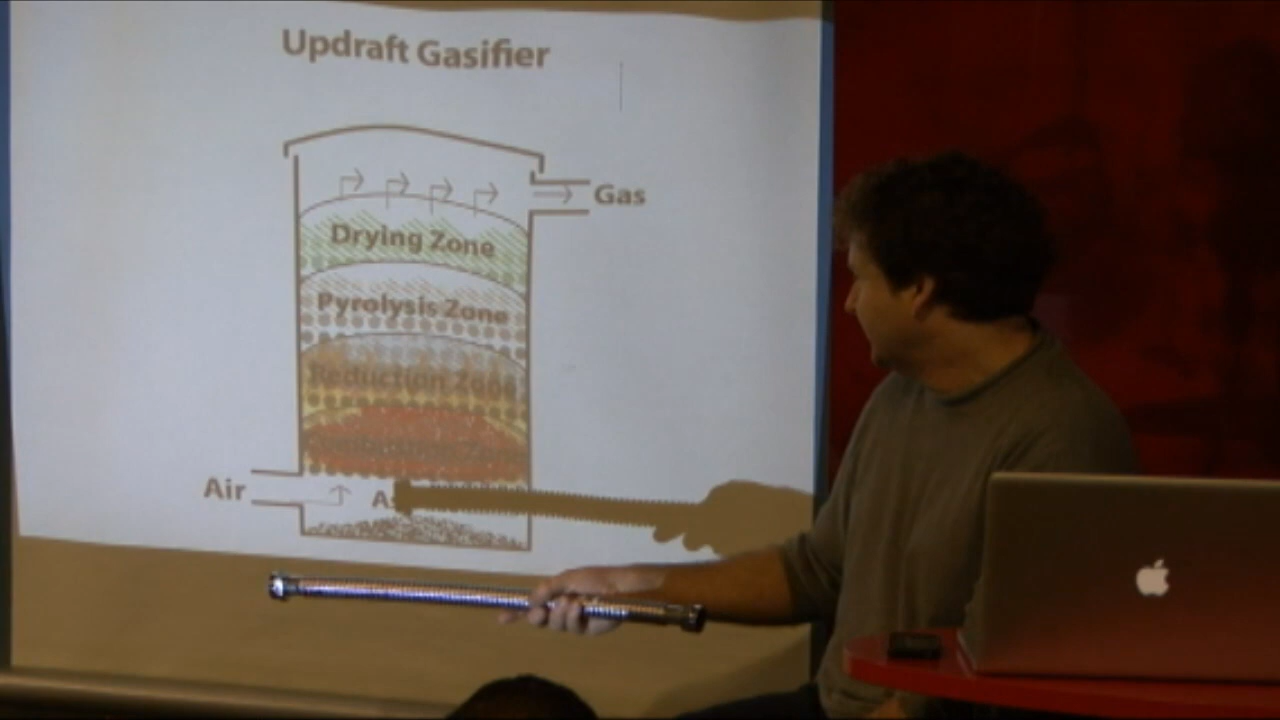 Updraft Gasifier
Gas
Drying Zone
Pyrolysis Zone
Reduction Zone
Air